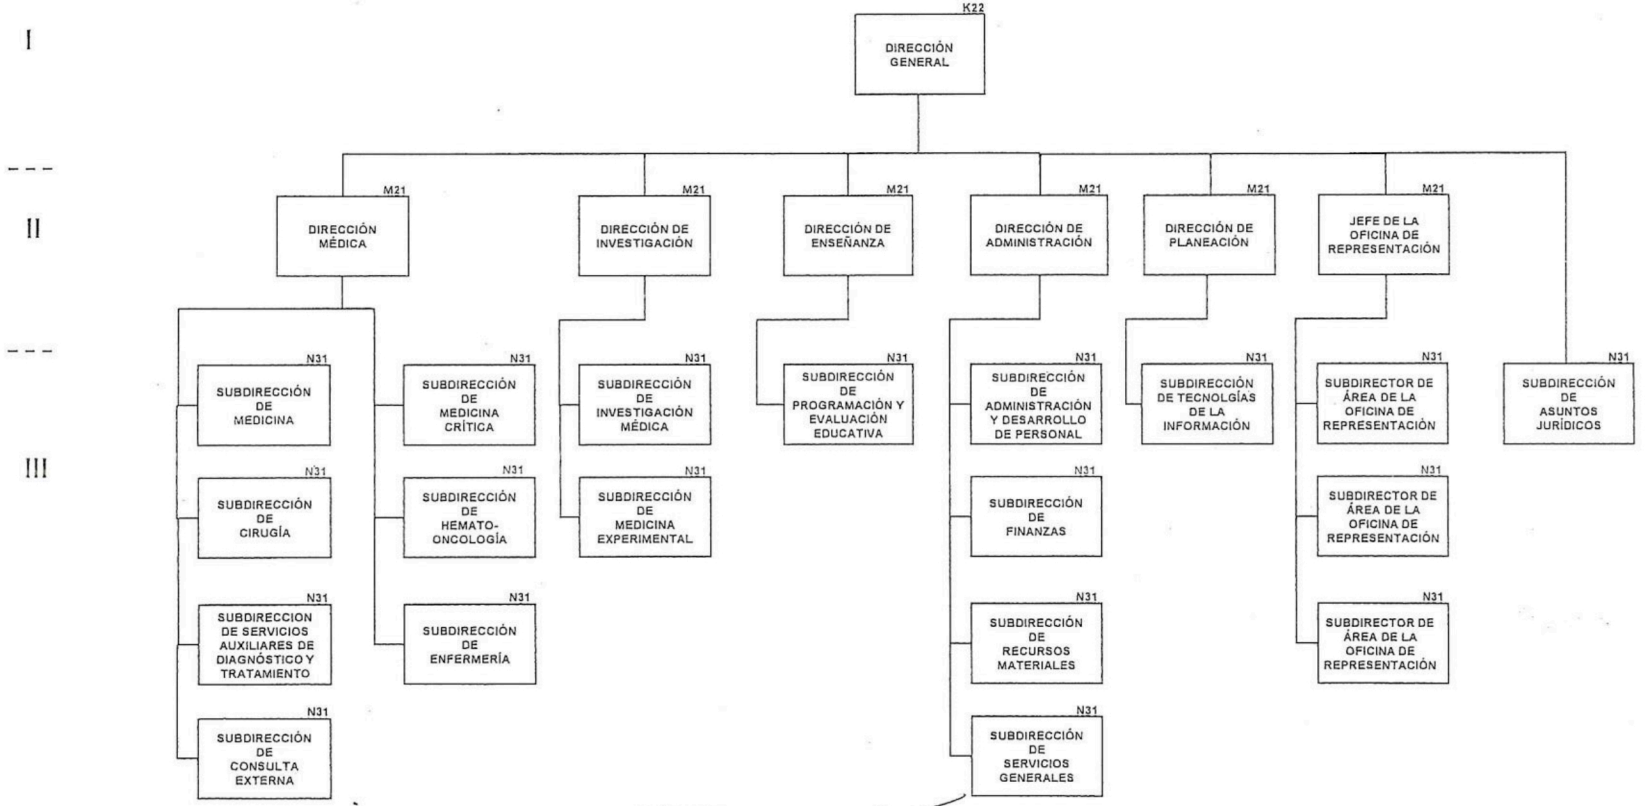 K22
I
DIRECCIÓN
GENERAL
II
M21
DIRECCIÓN
MÉDICA
M21
DIRECCIÓN DE
INVESTIGACIÓN
M21
DIRECCIÓN DE
ENSEÑANZA
M21
DIRECCIÓN DE
ADMINISTRACIÓN
M21
DIRECCIÓN DE
PLANEACIÓN
M21
JEFE DE LA
OFICINA DE
REPRESENTACIÓN
III
N31
SUBDIRECCIÓN
DE
MEDICINA
N31
SUBDIRECCIÓN
DE
MEDICINA
CRÍTICA
N31
SUBDIRECCIÓN
DE
INVESTIGACIÓN
MÉDICA
N31
SUBDIRECCIÓN
DE
PROGRAMACIÓN Y
EVALUACIÓN
EDUCATIVA
N31
SUBDIRECCIÓN
DE
ADMINISTRACIÓN
Y DESARROLLO
DE PERSONAL
N31
SUBDIRECCIÓN
DE TECNOLGÍAS
DE LA
INFORMACIÓN
N31
SUBDIRECTOR DE
ÁREA DE LA
OFICINA DE
REPRESENTACIÓN
N31
SUBDIRECCIÓN
DE
ASUNTOS
JURÍDICOS
N31
SUBDIRECCIÓN
DE
CIRUGÍA
N31
SUBDIRECCIÓN
DE
HEMATO-
ONCOLOGÍA
N31
SUBDIRECCIÓN
DE
MEDICINA
EXPERIMENTAL
N31
SUBDIRECCIÓN
DE
FINANZAS
N31
SUBDIRECTOR DE
ÁREA DE LA
OFICINA DE
REPRESENTACIÓN
N31
SUBDIRECCION
DE SERVICIOS
AUXILIARES DE
DIAGNÓSTICO Y
TRATAMIENTO
N31
SUBDIRECCIÓN
DE
ENFERMERÍA
N31
SUBDIRECCIÓN
DE
RECURSOS
MATERIALES
N31
SUBDIRECTOR DE
ÁREA DE LA
OFICINA DE
REPRESENTACIÓN
N31
SUBDIRECCIÓN
DE
CONSULTA
EXTERNA
N31
SUBDIRECCIÓN
DE
SERVICIOS
GENERALES